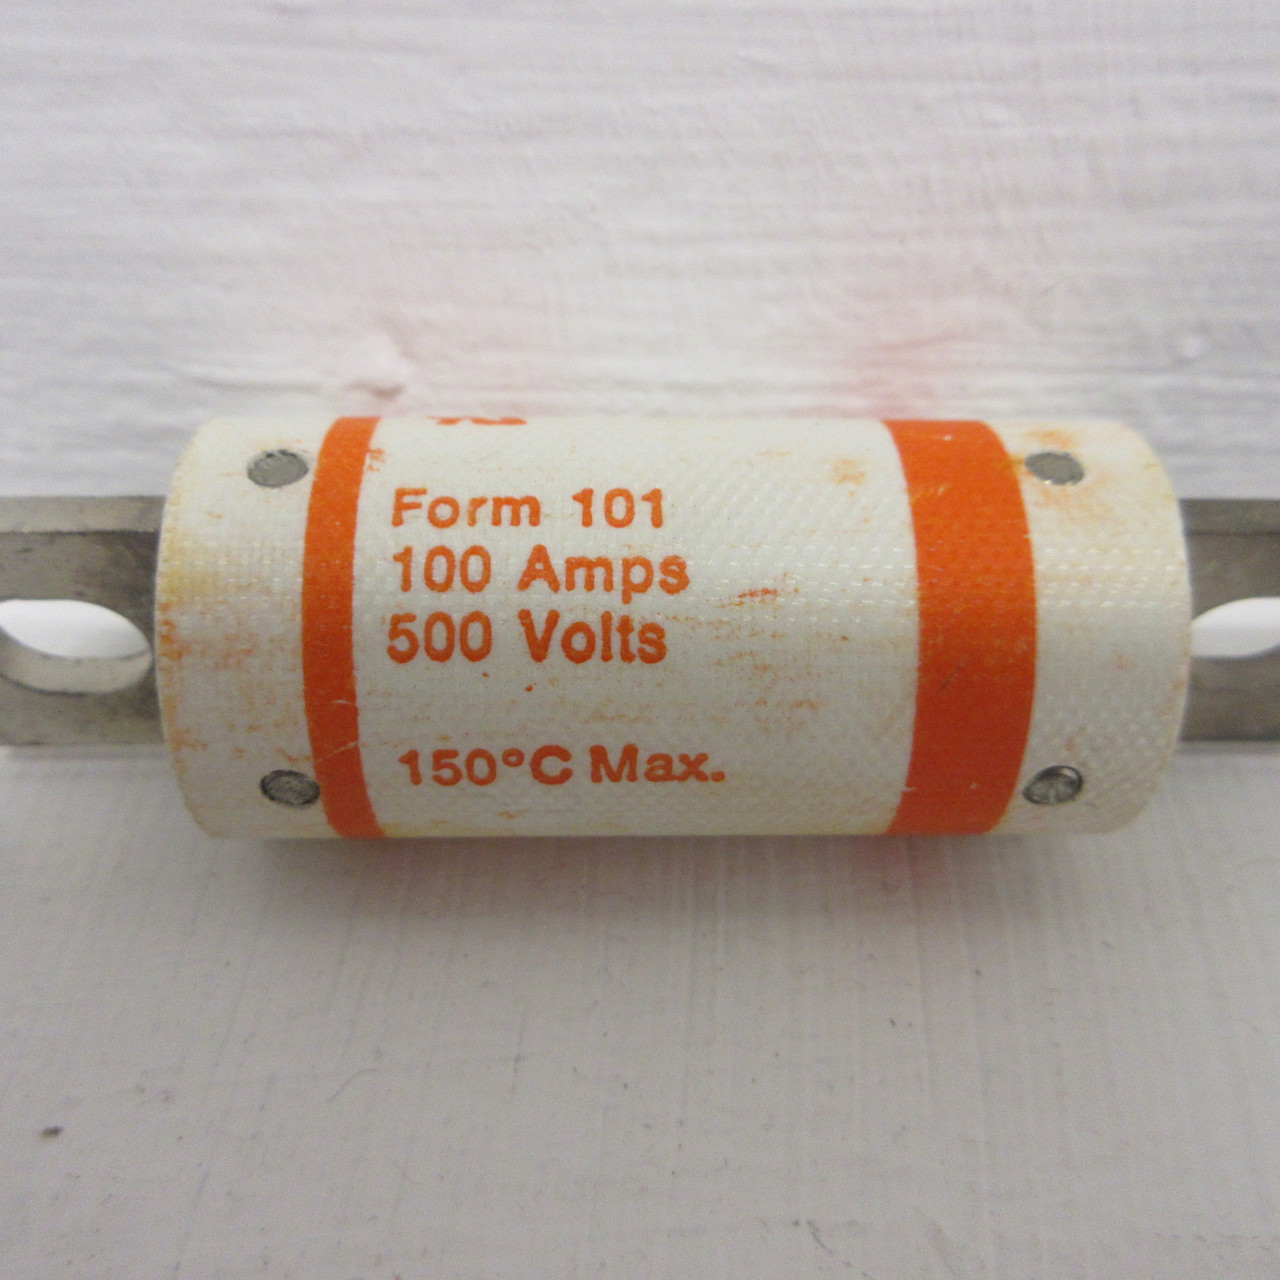 Form 101
100 Amps
500 Volts
150°C Max.